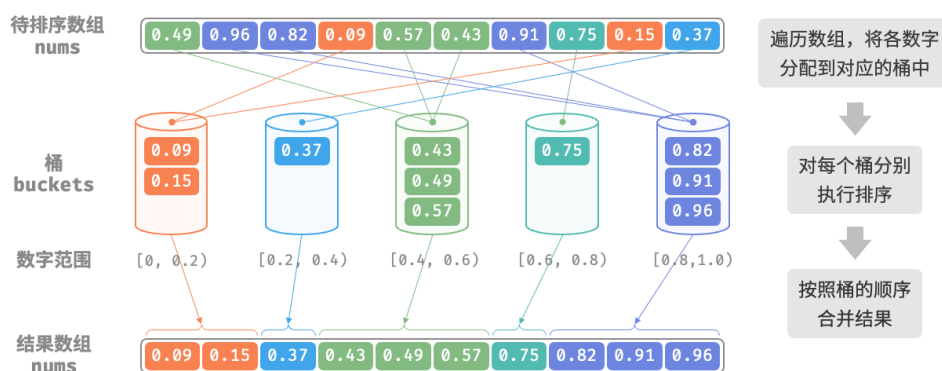 待排序数组
nums
0.49 0.96 0.82 0.09 0.57 0.43 0.91 0.75 0.15 0.37
遍历数组，将各数字
分配到对应的桶中
桶
buckets
0.09 0.37 0.43 0.75 0.82
0.15 0.49 0.91
0.57 0.96
对每个桶分别
执行排序
数字范围
[0, 0.2) [0.2, 0.4) [0.4, 0.6) [0.6, 0.8) [0.8,1.0)
按照桶的顺序
合并结果
结果数组
nums
0.09 0.15 0.37 0.43 0.49 0.57 0.75 0.82 0.91 0.96